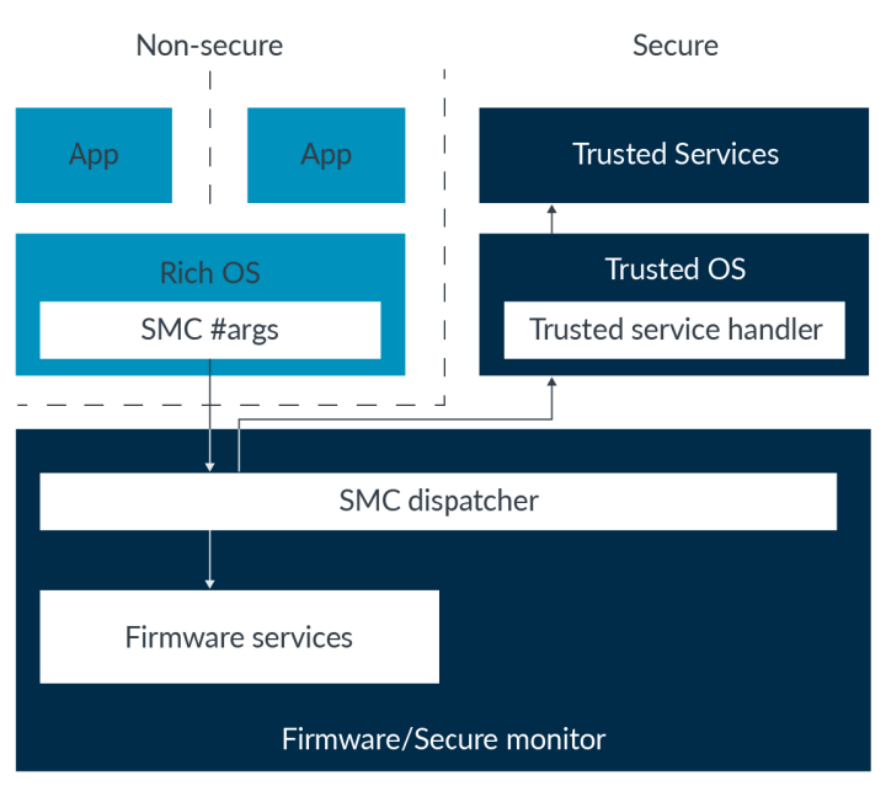 Non-secure
Secure
App
App
Trusted Services
Rich OS
SMC #args
Trusted OS
Trusted service handler
SMC dispatcher
Firmware services
Firmware/Secure monitor